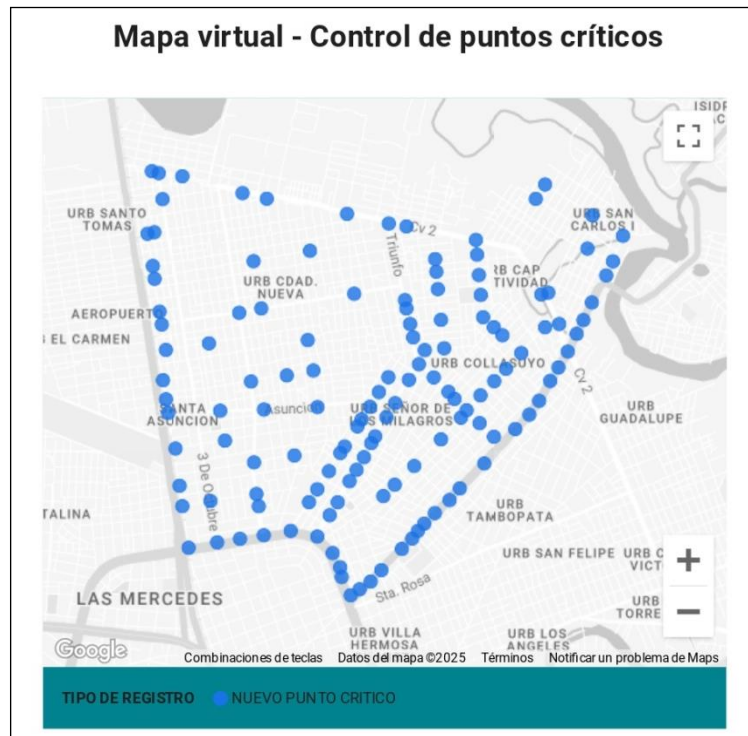 Mapa virtual - Control de puntos críticos
ISIDR
AC
URB SANTO
TOMAS
URB SAN
CARLOS I
Cv 2
Triunfo
URB CDAD.
NUEVA
RB CAP
TIVIDAD
AEROPUERTO
EL CARMEN
URB COLLASUYO
Cv 2
SANTA
ASUNCION
Asuncion
URB SEÑOR DE
LOS MILAGROS
URB
GUADALUPE
3 De Octubre
TALINA
URB
TAMBOPATA
URB SAN FELIPE
URB C
VICT
LAS MERCEDES
Sta. Rosa
URB
TORRE
URB VILLA
HERMOSA
URB LOS
ANGELES
Google
Combinaciones de teclas
Datos del mapa ©2025
Términos
Notificar un problema de Maps
TIPO DE REGISTRO
NUEVO PUNTO CRITICO